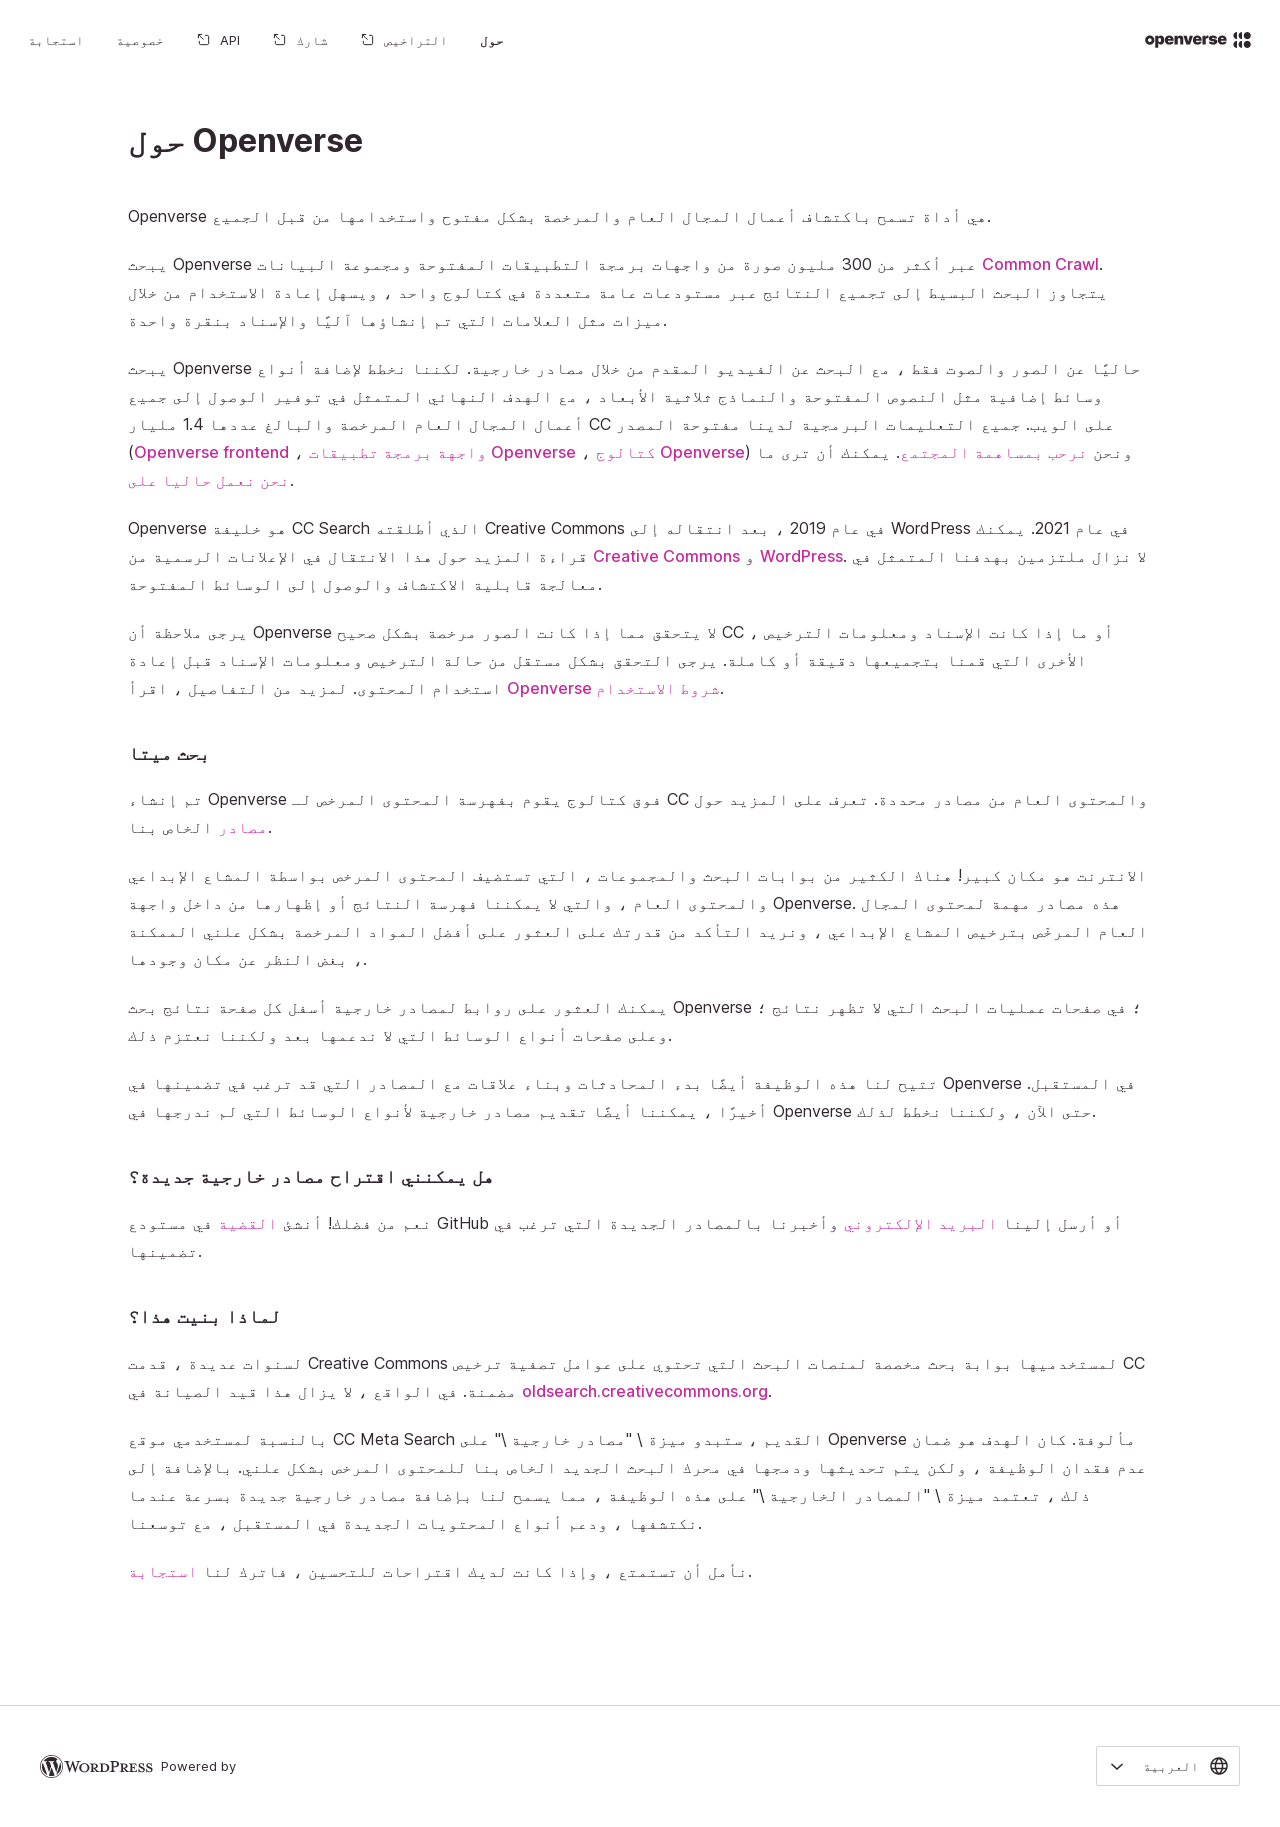 openverse
حول
التراخيص
شارك
API
خصوصية
استجابة
حول Openverse
Openverse هي أداة تسمح باكتشاف أعمال المجال العام والمرخصة بشكل مفتوح واستخدامها من قبل الجميع.
يبحث Openverse عبر أكثر من 300 مليون صورة من واجهات برمجة التطبيقات المفتوحة ومجموعة البيانات Common Crawl.
يتجاوز البحث البسيط إلى تجميع النتائج عبر مستودعات عامة متعددة في كتالوج واحد ، ويسهل إعادة الاستخدام من خلال
ميزات مثل العلامات التي تم إنشاؤها آليًا والإسناد بنقرة واحدة.
يبحث Openverse حاليًا عن الصور والصوت فقط ، مع البحث عن الفيديو المقدم من خلال مصادر خارجية. لكننا نخطط لإضافة أنواع
وسائط إضافية مثل النصوص المفتوحة والنماذج ثلاثية الأبعاد ، مع الهدف النهائي المتمثل في توفير الوصول إلى جميع
أعمال المجال العام المرخصة والبالغ عددها 1.4 مليار CC على الويب. جميع التعليمات البرمجية لدينا مفتوحة المصدر
(Openverse frontend ، واجهة برمجة تطبيقات Openverse ، كتالوج Openverse) ونحن نرحب بمساهمة المجتمع. يمكنك أن ترى ما
نحن نعمل حاليا على.
Openverse هو خليفة CC Search الذي أطلقته Creative Commons في عام 2019 ، بعد انتقاله إلى WordPress في عام 2021. يمكنك
قراءة المزيد حول هذا الانتقال في الإعلانات الرسمية من Creative Commons و WordPress. لا نزال ملتزمين بهدفنا المتمثل في
معالجة قابلية الاكتشاف والوصول إلى الوسائط المفتوحة.
يرجى ملاحظة أن Openverse لا يتحقق مما إذا كانت الصور مرخصة بشكل صحيح CC ، أو ما إذا كانت الإسناد ومعلومات الترخيص
الأخرى التي قمنا بتجميعها دقيقة أو كاملة. يرجى التحقق بشكل مستقل من حالة الترخيص ومعلومات الإسناد قبل إعادة
استخدام المحتوى. لمزيد من التفاصيل ، اقرأ Openverse شروط الاستخدام.
بحث ميتا
تم إنشاء Openverse فوق كتالوج يقوم بفهرسة المحتوى المرخص لـ CC والمحتوى العام من مصادر محددة. تعرف على المزيد حول
مصادر الخاص بنا.
الانترنت هو مكان كبير! هناك الكثير من بوابات البحث والمجموعات ، التي تستضيف المحتوى المرخص بواسطة المشاع الإبداعي
والمحتوى العام ، والتي لا يمكننا فهرسة النتائج أو إظهارها من داخل واجهة Openverse. هذه مصادر مهمة لمحتوى المجال
العام المرخّص بترخيص المشاع الإبداعي ، ونريد التأكد من قدرتك على العثور على أفضل المواد المرخصة بشكل علني الممكنة
، بغض النظر عن مكان وجودها.
يمكنك العثور على روابط لمصادر خارجية أسفل كل صفحة نتائج بحث Openverse ؛ في صفحات عمليات البحث التي لا تظهر نتائج ؛
وعلى صفحات أنواع الوسائط التي لا ندعمها بعد ولكننا نعتزم ذلك.
تتيح لنا هذه الوظيفة أيضًا بدء المحادثات وبناء علاقات مع المصادر التي قد ترغب في تضمينها في Openverse في المستقبل.
أخيرًا ، يمكننا أيضًا تقديم مصادر خارجية لأنواع الوسائط التي لم ندرجها في Openverse حتى الآن ، ولكننا نخطط لذلك.
هل يمكنني اقتراح مصادر خارجية جديدة؟
نعم من فضلك! أنشئ القضية في مستودع GitHub أو أرسل إلينا البريد الإلكتروني وأخبرنا بالمصادر الجديدة التي ترغب في
تضمينها.
لماذا بنيت هذا؟
لسنوات عديدة ، قدمت Creative Commons لمستخدميها بوابة بحث مخصصة لمنصات البحث التي تحتوي على عوامل تصفية ترخيص CC
مضمنة. في الواقع ، لا يزال هذا قيد الصيانة في oldsearch.creativecommons.org.
بالنسبة لمستخدمي موقع CC Meta Search القديم ، ستبدو ميزة \ "مصادر خارجية \" على Openverse مألوفة. كان الهدف هو ضمان
عدم فقدان الوظيفة ، ولكن يتم تحديثها ودمجها في محرك البحث الجديد الخاص بنا للمحتوى المرخص بشكل علني. بالإضافة إلى
ذلك ، تعتمد ميزة \ "المصادر الخارجية \" على هذه الوظيفة ، مما يسمح لنا بإضافة مصادر خارجية جديدة بسرعة عندما
نكتشفها ، ودعم أنواع المحتويات الجديدة في المستقبل ، مع توسعنا.
نأمل أن تستمتع ، وإذا كانت لديك اقتراحات للتحسين ، فاترك لنا استجابة.
العربية
Powered by WORDPRESS